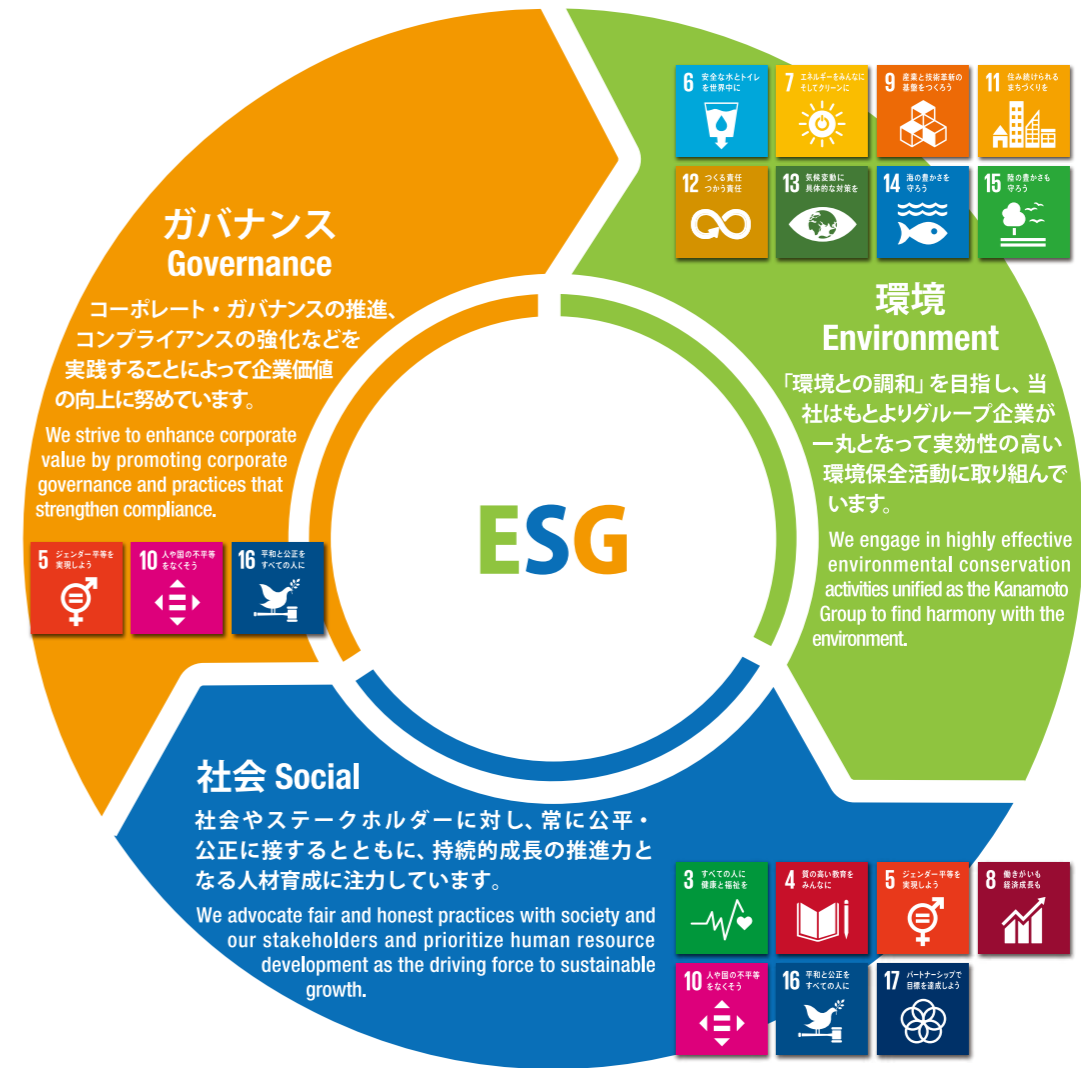 ガバナンス
Governance
コーポレート・ガバナンスの推進、
コンプライアンスの強化などを
実践することによって企業価値
の向上に努めています。
We strive to enhance corporate
value by promoting corporate
governance and practices that
strengthen compliance.
5 ジェンダー平等を
実現しよう
10 人や国の不平等
をなくそう
16 平和と公正を
すべての人に
6 安全な水とトイレ
を世界中に
7 エネルギーをみんなに
そしてクリーンに
9 産業と技術革新の
基盤をつくろう
11 住み続けられる
まちづくりを
12 つくる責任
つかう責任
13 気候変動に
具体的な対策を
14 海の豊かさを
守ろう
15 陸の豊かさも
守ろう
環境
Environment
「環境との調和」を目指し、当
社はもとよりグループ企業が
一丸となって実効性の高い
環境保全活動に取り組んで
います。
We engage in highly effective
environmental conservation
activities unified as the Kanamoto
Group to find harmony with the
environment.
ESG
社会 Social
社会やステークホルダーに対し、常に公平・
公正に接するとともに、持続的成長の推進力と
なる人材育成に注力しています。
We advocate fair and honest practices with society and
our stakeholders and prioritize human resource
development as the driving force to sustainable
growth.
3 すべての人に
健康と福祉を
4 質の高い教育を
みんなに
5 ジェンダー平等を
実現しよう
8 働きがいも
経済成長も
10 人や国の不平等
をなくそう
16 平和と公正を
すべての人に
17 パートナーシップで
目標を達成しよう